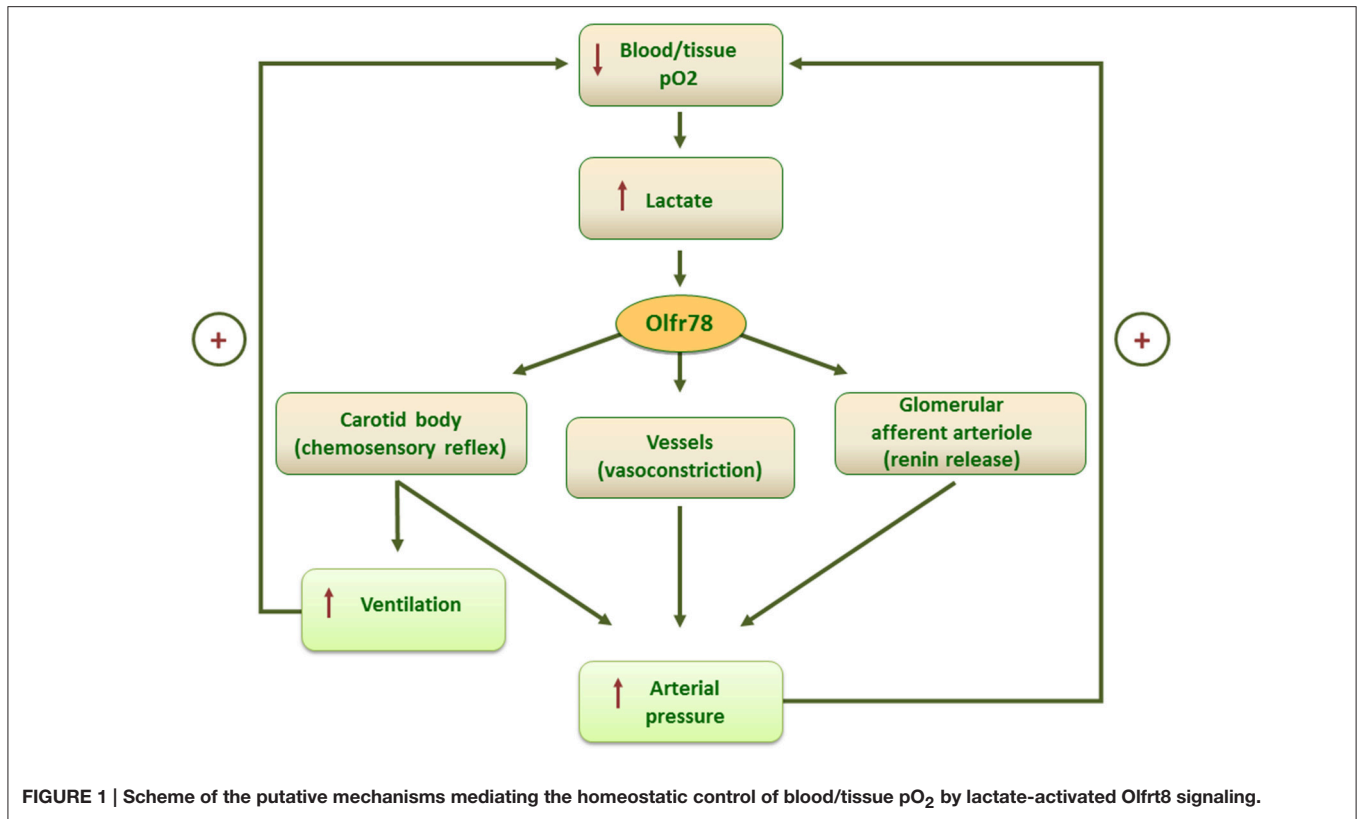 Blood/tissue
pO2
Lactate
Olfr78
+
+
Carotid body
(chemosensory reflex)
Vessels
(vasoconstriction)
Glomerular
afferent arteriole
(renin release)
Ventilation
Arterial
pressure
FIGURE 1 | Scheme of the putative mechanisms mediating the homeostatic control of blood/tissue pO2 by lactate-activated Olfrt8 signaling.